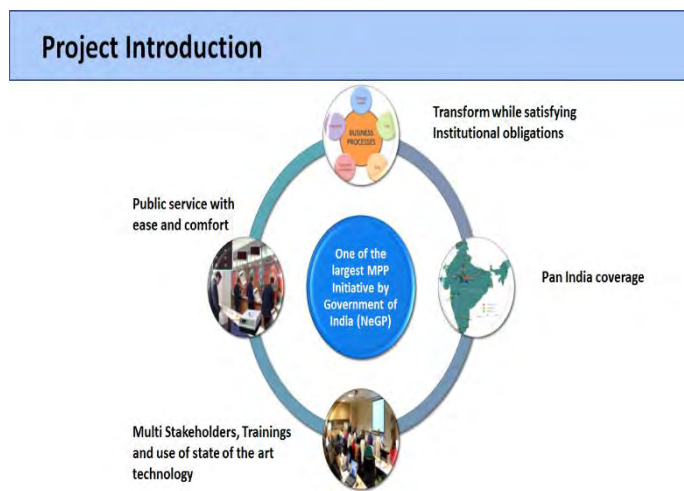 Project Introduction
BUSINESS
PROCESSES
Transform while satisfying
Institutional obligations
Public service with
ease and comfort
One of the
largest MPP
Initiative by
Government of
India (NeGP)
Pan India coverage
Multi Stakeholders, Trainings
and use of state of the art
technology